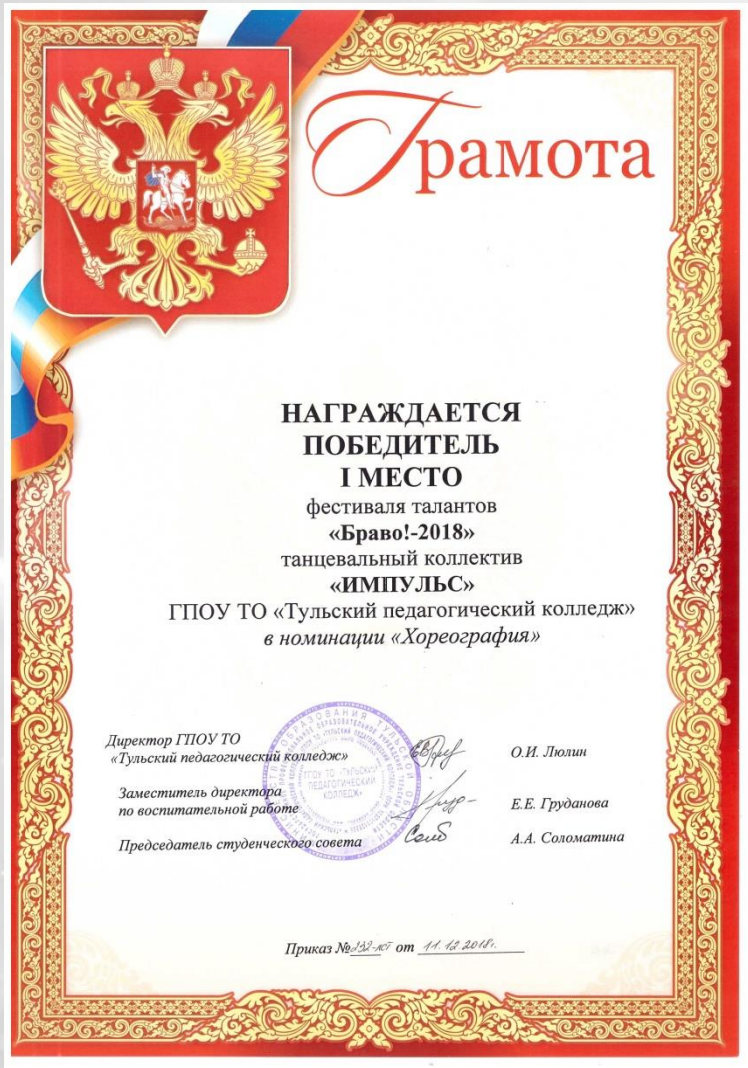 Грамота
НАГРАЖДАЕТСЯ
ПОБЕДИТЕЛЬ
I МЕСТО
фестиваля талантов
«Браво!-2018»
танцевальный коллектив
«ИМПУЛЬС»
ГПОУ ТО «Тульский педагогический колледж»
в номинации «Хореография»
Директор ГПОУ ТО
«Тульский педагогический колледж»
О.И. Люлин
Заместитель директора
по воспитательной работе
Е.Е. Груданова
Председатель студенческого совета
А.А. Соломатина
ГПОУ ТО «ТУЛЬСКИЙ
ПЕДАГОГИЧЕСКИЙ
КОЛЛЕДЖ»
Приказ № от 11.12.2018г.